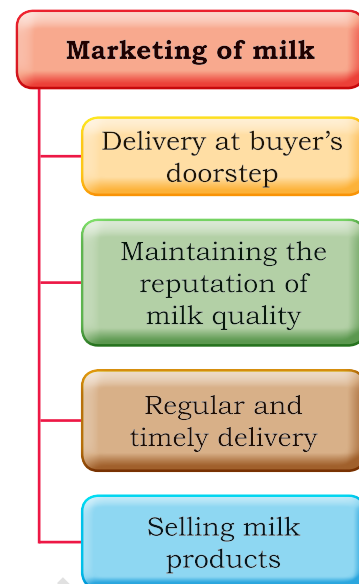 Marketing of milk
Delivery at buyer’s
doorstep
Maintaining the
reputation of
milk quality
Regular and
timely delivery
Selling milk
products